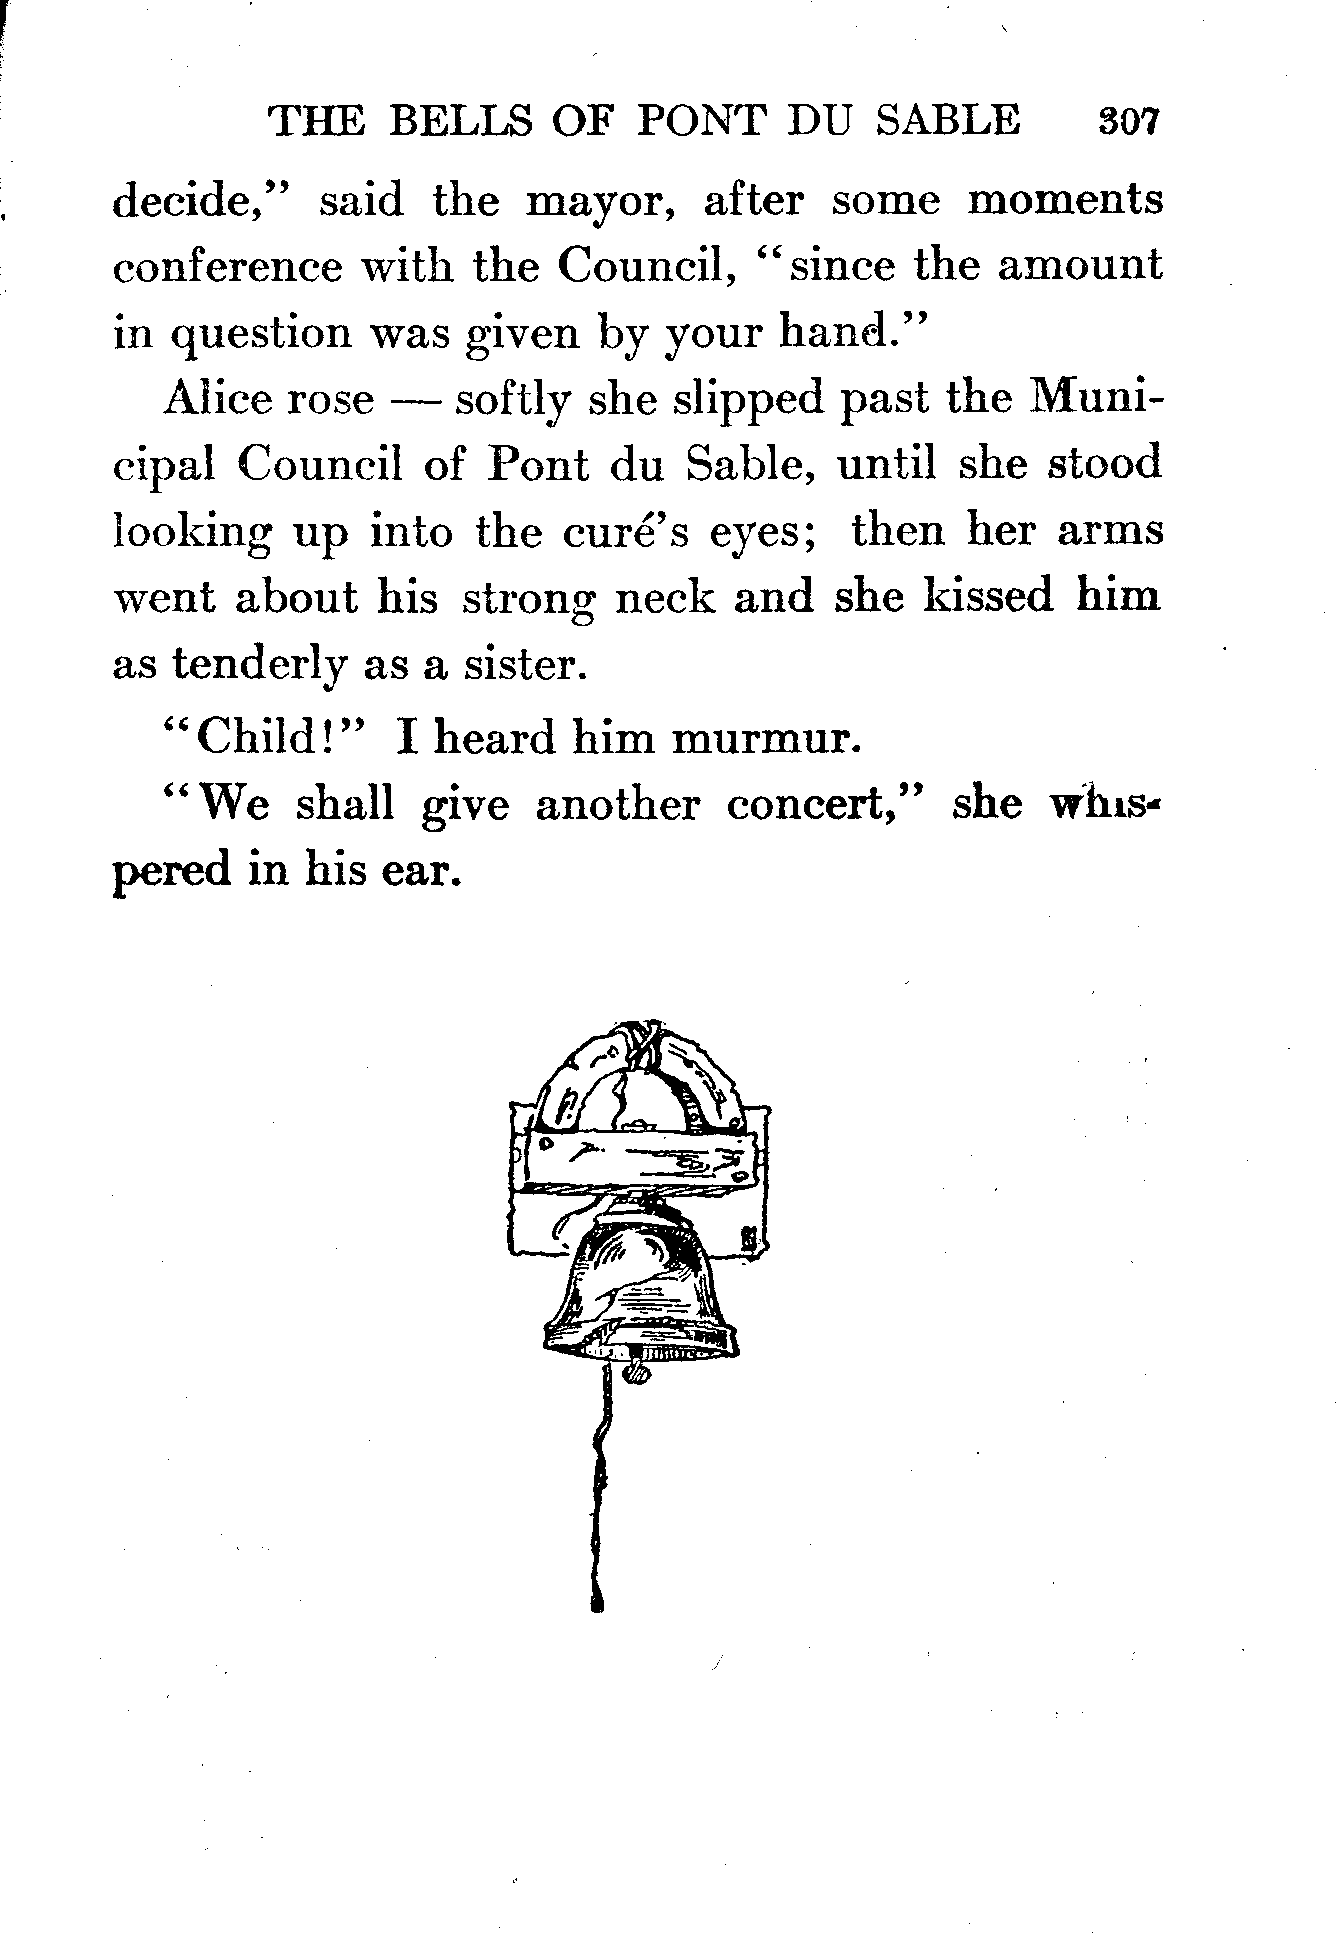 THE BELLS OF PONT DU SABLE 307
decide,” said the mayor, after some moments
conference with the Council, “since the amount
in question was given by your hand.”
Alice rose — softly she slipped past the Muni-
cipal Council of Pont du Sable, until she stood
looking up into the curé’s eyes; then her arms
went about his strong neck and she kissed him
as tenderly as a sister.
“Child!” I heard him murmur.
“We shall give another concert,” she whis-
pered in his ear.